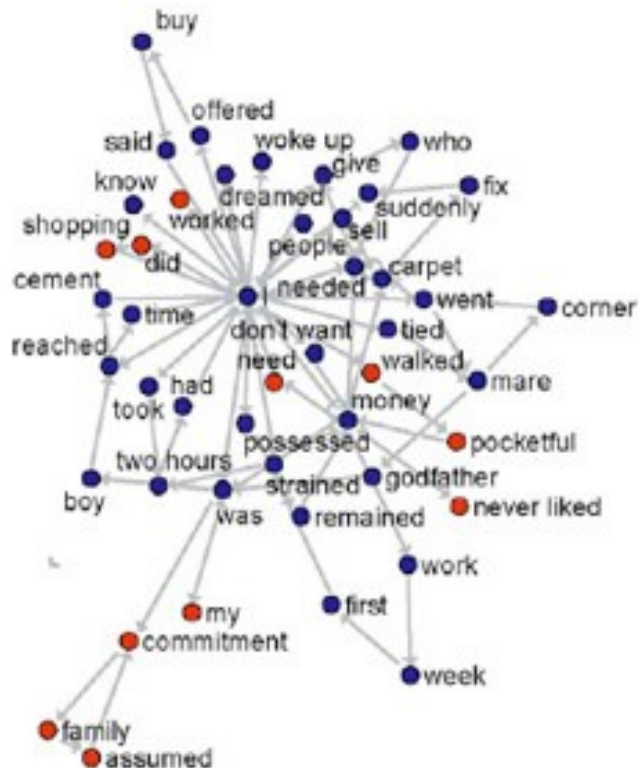 buy
offered
said
woke up
who
give
know
dreamed
fix
worked
suddenly
shopping
sell
people
did
carpet
cement
needed
I
went
time
corner
don't want
tied
reached
need
walked
had
mare
took
money
possessed
pocketful
two hours
strained
godfather
boy
was
never liked
remained
work
first
my
commitment
week
family
assumed